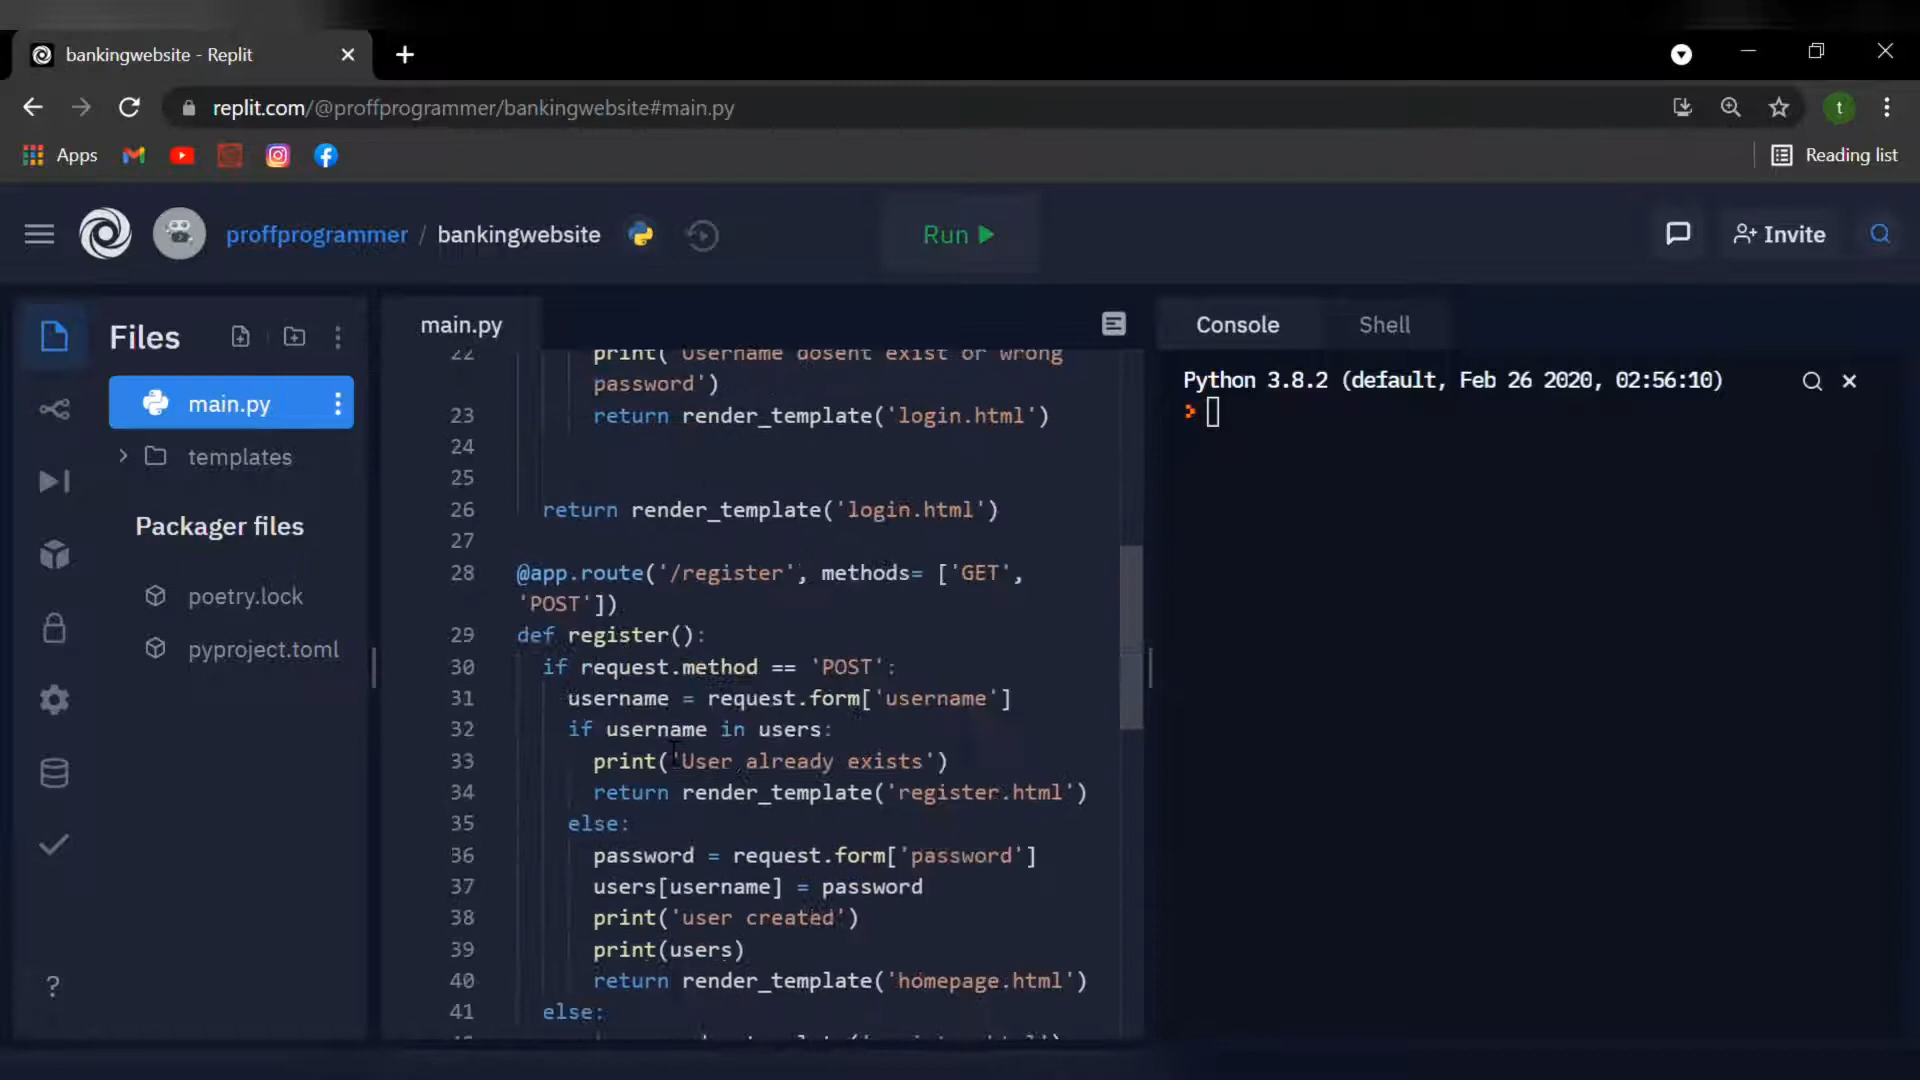 bankingwebsite - Replit
replit.com/@proffprogrammer/bankingwebsite#main.py
t
Apps
Reading list
proffprogrammer / bankingwebsite
Run
Invite
Files
main.py
templates
Packager files
poetry.lock
pyproject.toml
main.py
22 print('Username dosent exist or wrong
password')
23 return render_template('login.html')
24
25
26 return render_template('login.html')
27
28 @app.route('/register', methods= ['GET',
'POST'])
29 def register():
30 if request.method == 'POST':
31 username = request.form['username']
32 if username in users:
33 print('User already exists')
34 return render_template('register.html')
35 else:
36 password = request.form['password']
37 users[username] = password
38 print('user created')
39 print(users)
40 return render_template('homepage.html')
41 else:
Console
Shell
Python 3.8.2 (default, Feb 26 2020, 02:56:10)
?